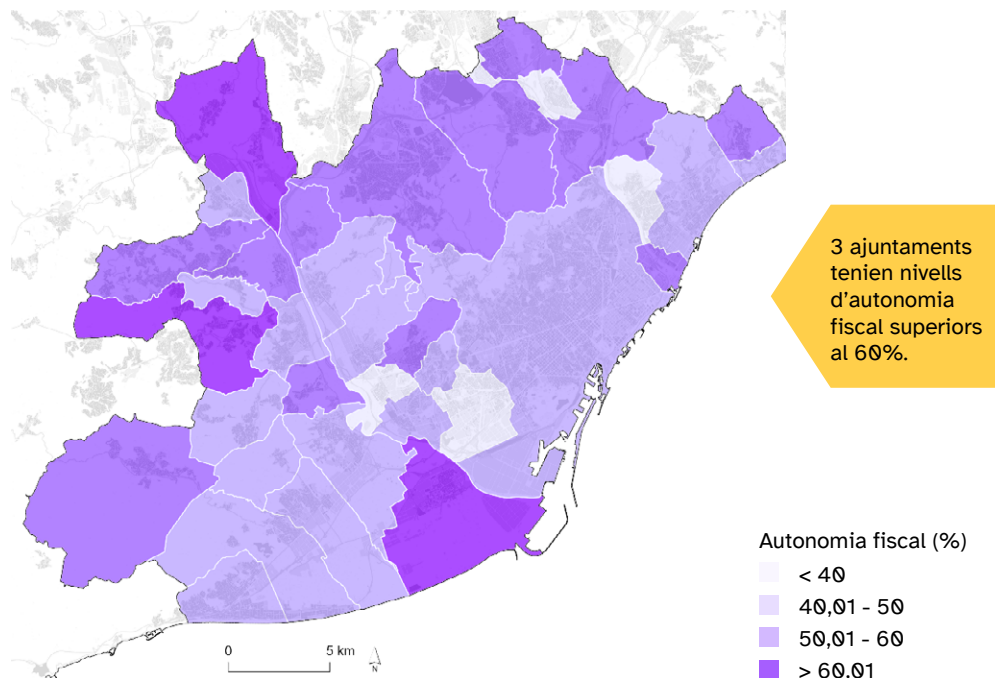 3 ajuntaments
tenien nivells
d’autonomia
fiscal superiors
al 60%.
Autonomia fiscal (%)
< 40
40,01 - 50
50,01 - 60
> 60.01
0 5 km
N